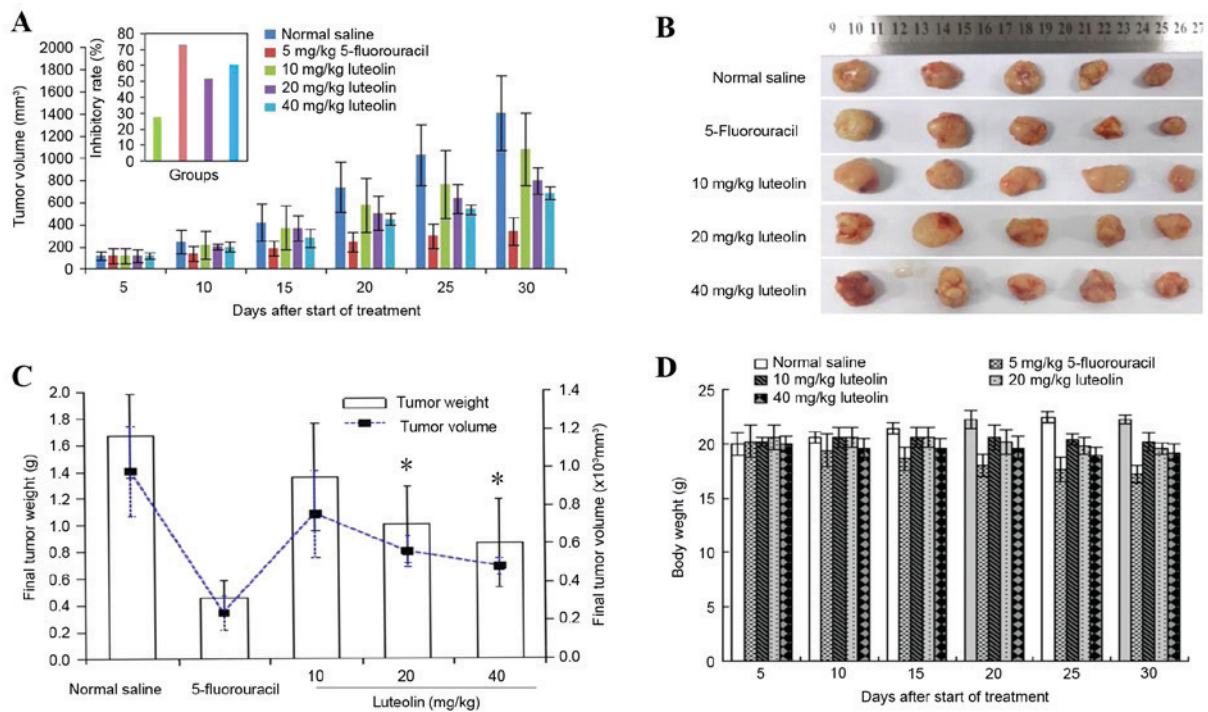 A
Inhibitory rate (%)
80
70
60
50
40
30
20
10
0
Groups
Normal saline
5 mg/kg 5-fluorouracil
10 mg/kg luteolin
20 mg/kg luteolin
40 mg/kg luteolin
Tumor volume (mm³)
2000
1800
1600
1400
1200
1000
800
600
400
200
0
5 10 15 20 25 30
Days after start of treatment
B
9 10 11 12 13 14 15 16 17 18 19 20 21 22 23 24 25 26 27
Normal saline
5-Fluorouracil
10 mg/kg luteolin
20 mg/kg luteolin
40 mg/kg luteolin
C
Final tumor weight (g)
2.0
1.8
1.6
1.4
1.2
1.0
0.8
0.6
0.4
0.2
0.0
Tumor weight
Tumor volume
*
*
1.4
1.2
1.0
0.8
0.6
0.4
0.2
0.0
Final tumor volume (x10³mm³)
Normal saline 5-fluorouracil 10 20 40
Luteolin (mg/kg)
D
Normal saline
5 mg/kg 5-fluorouracil
10 mg/kg luteolin
20 mg/kg luteolin
40 mg/kg luteolin
Body weght (g)
25
20
15
10
5
0
5 10 15 20 25 30
Days after start of treatment